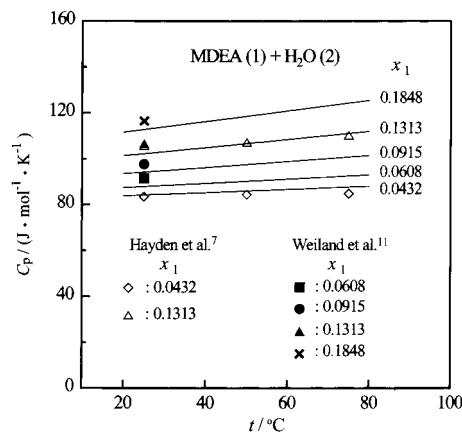 160
120
80
40
0
C_p / (J · mol⁻¹ · K⁻¹)
MDEA (1) + H₂O (2)
x₁
0.1848
0.1313
0.0915
0.0608
0.0432
Hayden et al.⁷
x₁
◇ : 0.0432
△ : 0.1313
Weiland et al.¹¹
x₁
■ : 0.0608
● : 0.0915
▲ : 0.1313
× : 0.1848
20 40 60 80 100
t / °C